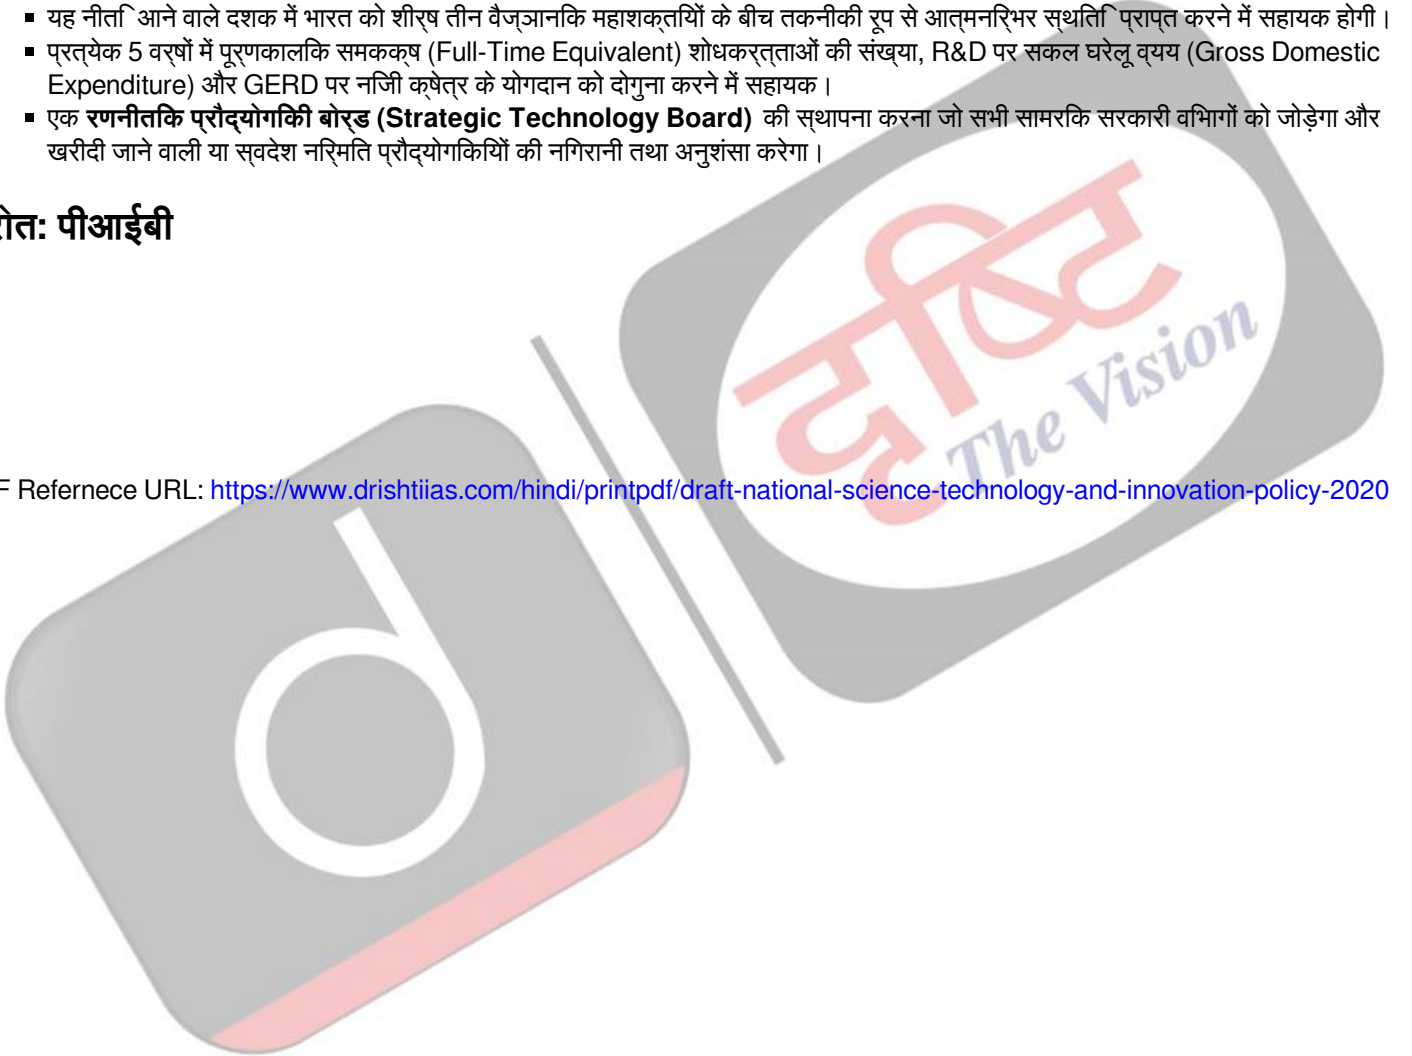 ▪ यह नीति आने वाले दशक में भारत को शीर्ष तीन वैज्ञानिक महाशक्तियों के बीच तकनीकी रूप से आत्मनिर्भर स्थिति प्राप्त करने में सहायक होगी।
▪ प्रत्येक 5 वर्षों में पूर्णकालिक समकक्ष (Full-Time Equivalent) शोधकर्त्ताओं की संख्या, R&D पर सकल घरेलू व्यय (Gross Domestic
Expenditure) और GERD पर निजी क्षेत्र के योगदान को दोगुना करने में सहायक।
▪ एक रणनीतिक प्रौद्योगिकी बोर्ड (Strategic Technology Board) की स्थापना करना जो सभी सामरिक सरकारी विभागों को जोड़ेगा और
खरीदी जाने वाली या स्वदेश निर्मित प्रौद्योगिकियों की निगरानी तथा अनुशंसा करेगा।
रोत: पीआईबी
दृष्टि
The Vision
F Refernece URL: https://www.drishtiias.com/hindi/printpdf/draft-national-science-technology-and-innovation-policy-2020
d